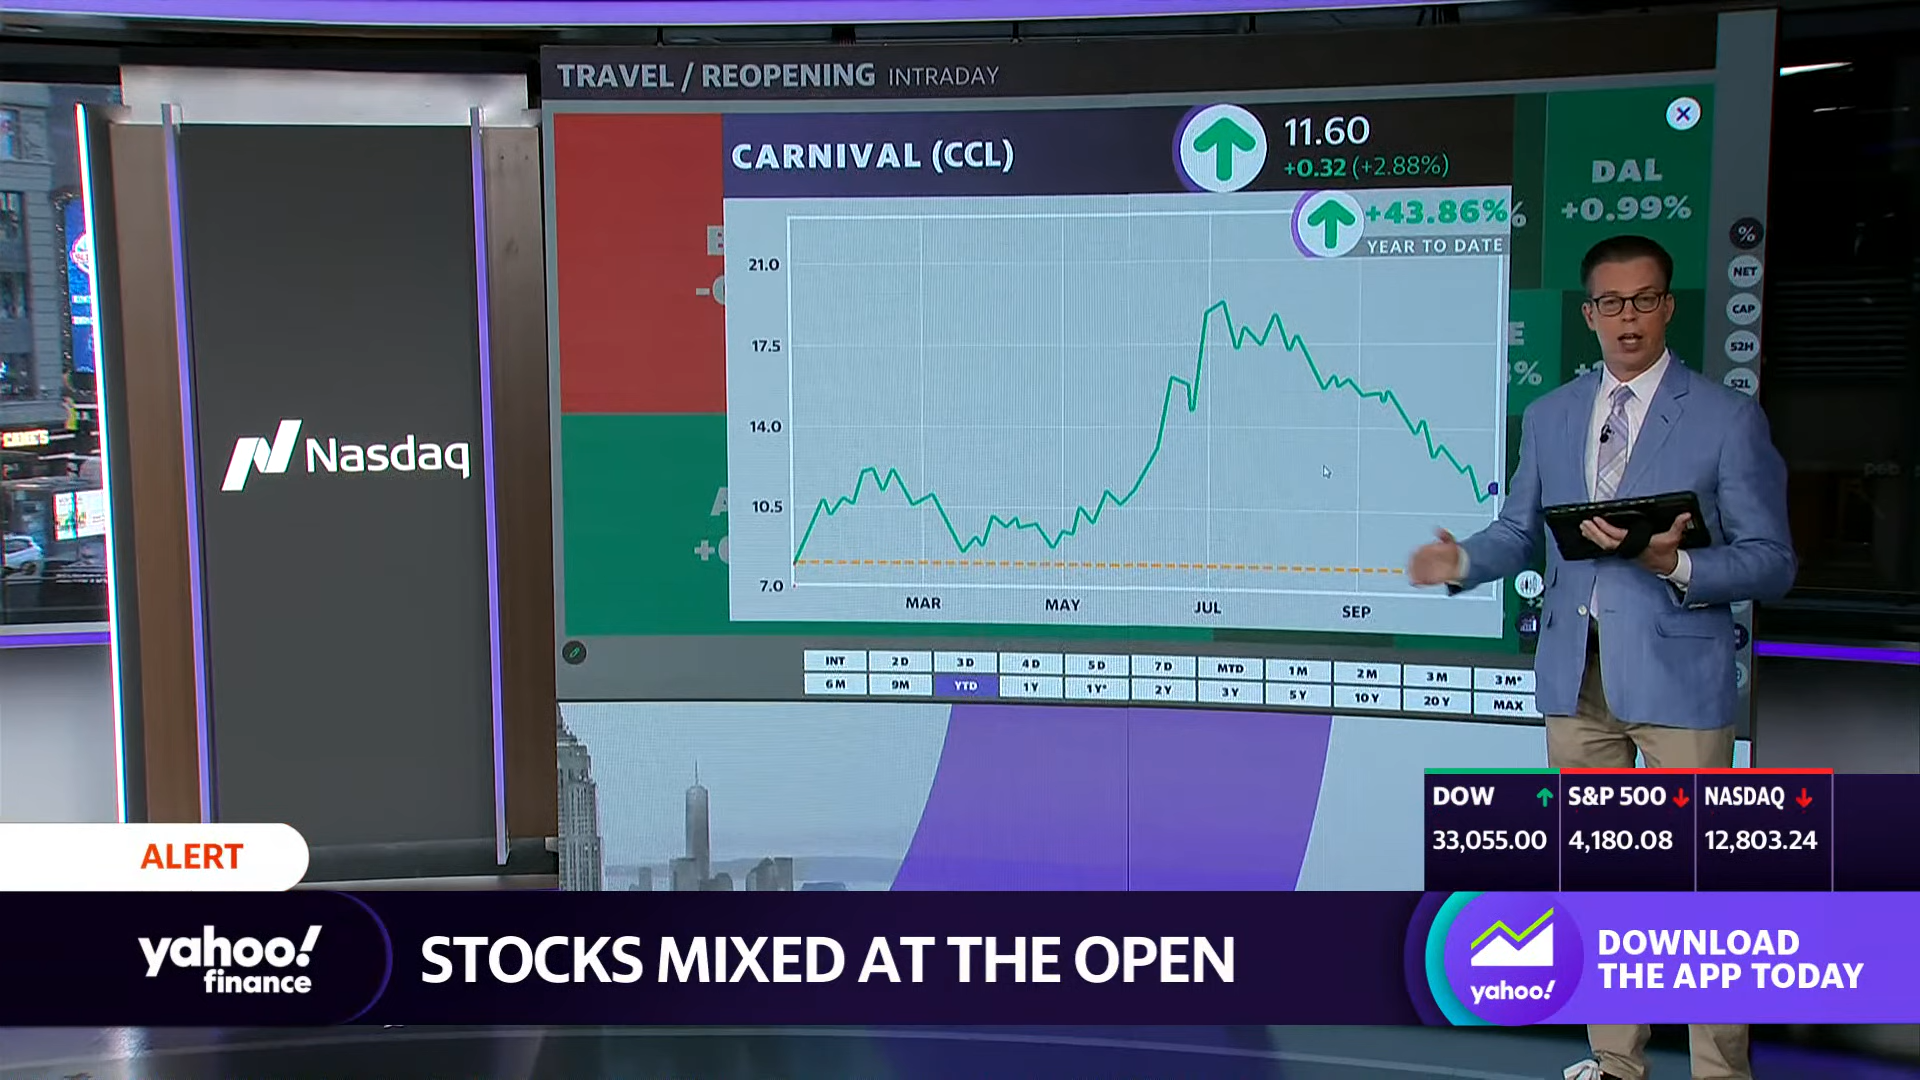 TRAVEL / REOPENING INTRADAY
CARNIVAL (CCL)
11.60
+0.32 (+2.88%)
+43.86%
YEAR TO DATE
DAL
+0.99%
%
NET
CAP
52H
52L
21.0
17.5
14.0
10.5
7.0
MAR MAY JUL SEP
INT 2D 3D 4D 5D 7D MTD 1M 2M 3M 3M*
6M 9M YTD 1Y 1Y* 2Y 3Y 5Y 10Y 20Y MAX
Nasdaq
DOW S&P 500 NASDAQ
33,055.00 4,180.08 12,803.24
ALERT
yahoo!
finance
STOCKS MIXED AT THE OPEN
yahoo!
DOWNLOAD
THE APP TODAY